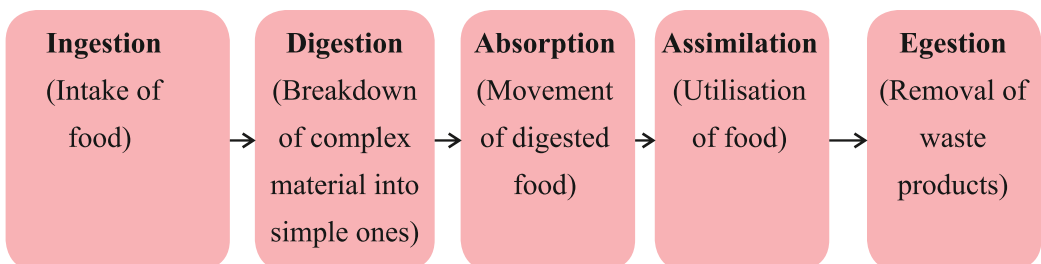 Ingestion
(Intake of
food)
Digestion
(Breakdown
of complex
material into
simple ones)
Absorption
(Movement
of digested
food)
Assimilation
(Utilisation
of food)
Egestion
(Removal of
waste
products)